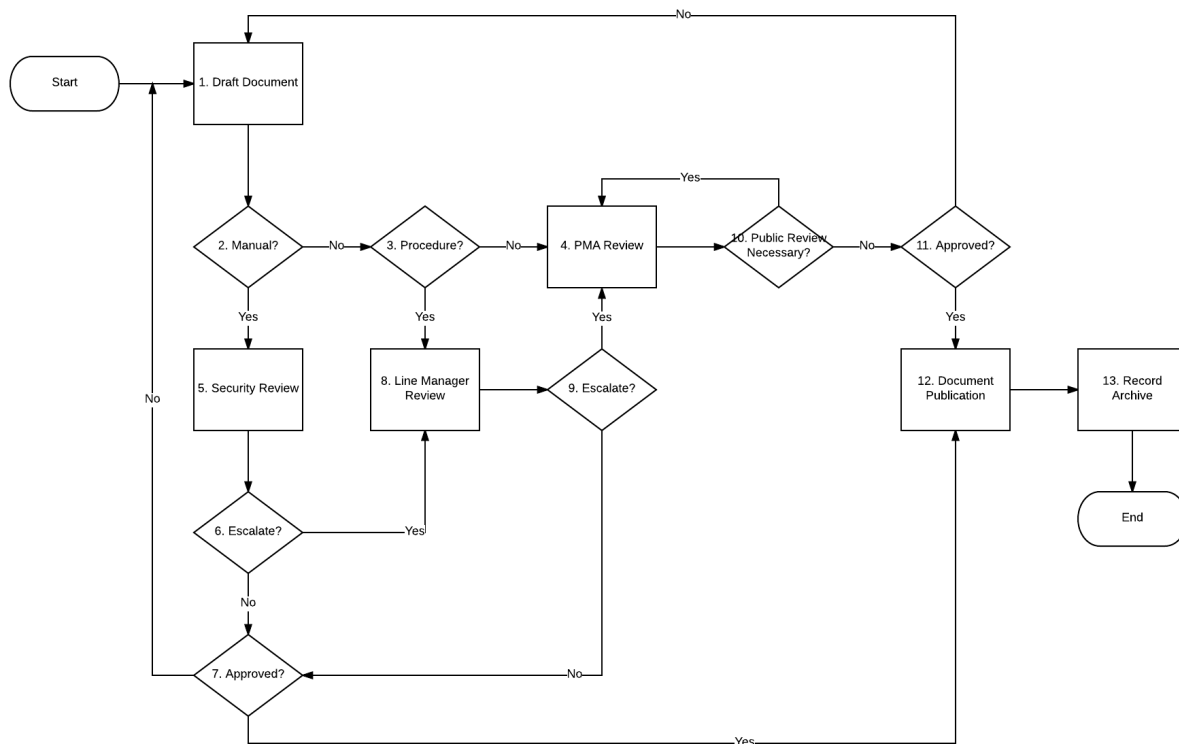 No
Start
1. Draft Document
Yes
2. Manual?
No
3. Procedure?
No
4. PMA Review
10. Public Review
Necessary?
No
11. Approved?
Yes
Yes
Yes
Yes
5. Security Review
8. Line Manager
Review
9. Escalate?
12. Document
Publication
13. Record
Archive
No
6. Escalate?
Yes
End
No
7. Approved?
No
Yes